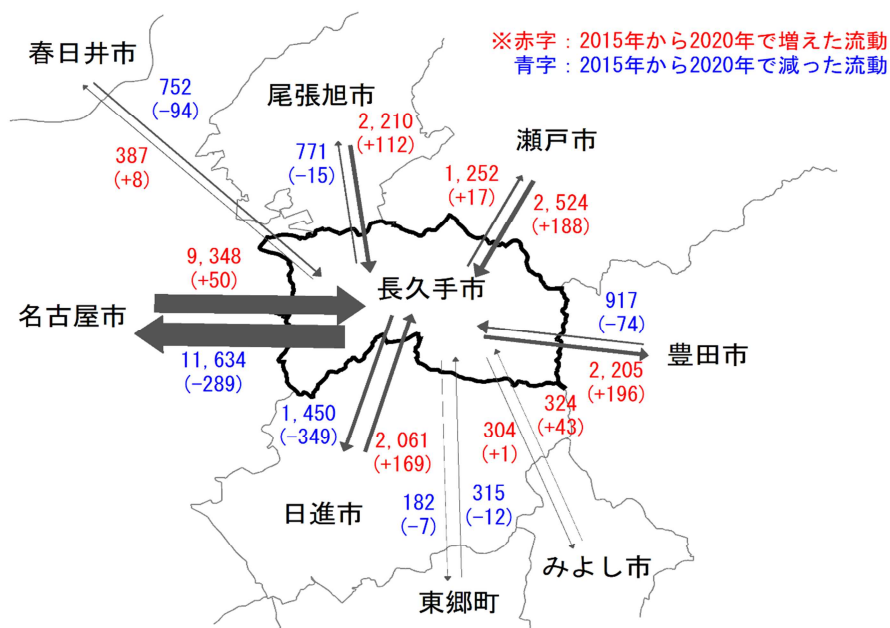 ※赤字：2015年から2020年で増えた流動
青字：2015年から2020年で減った流動
春日井市
752
(-94)
387
(+8)
尾張旭市
2,210
(+112)
771
(-15)
瀬戸市
1,252
(+17)
2,524
(+188)
9,348
(+50)
長久手市
名古屋市
11,634
(-289)
917
(-74)
豊田市
2,205
(+196)
1,450
(-349)
2,061
(+169)
日進市
304
(+1)
324
(+43)
182
(-7)
315
(-12)
みよし市
東郷町